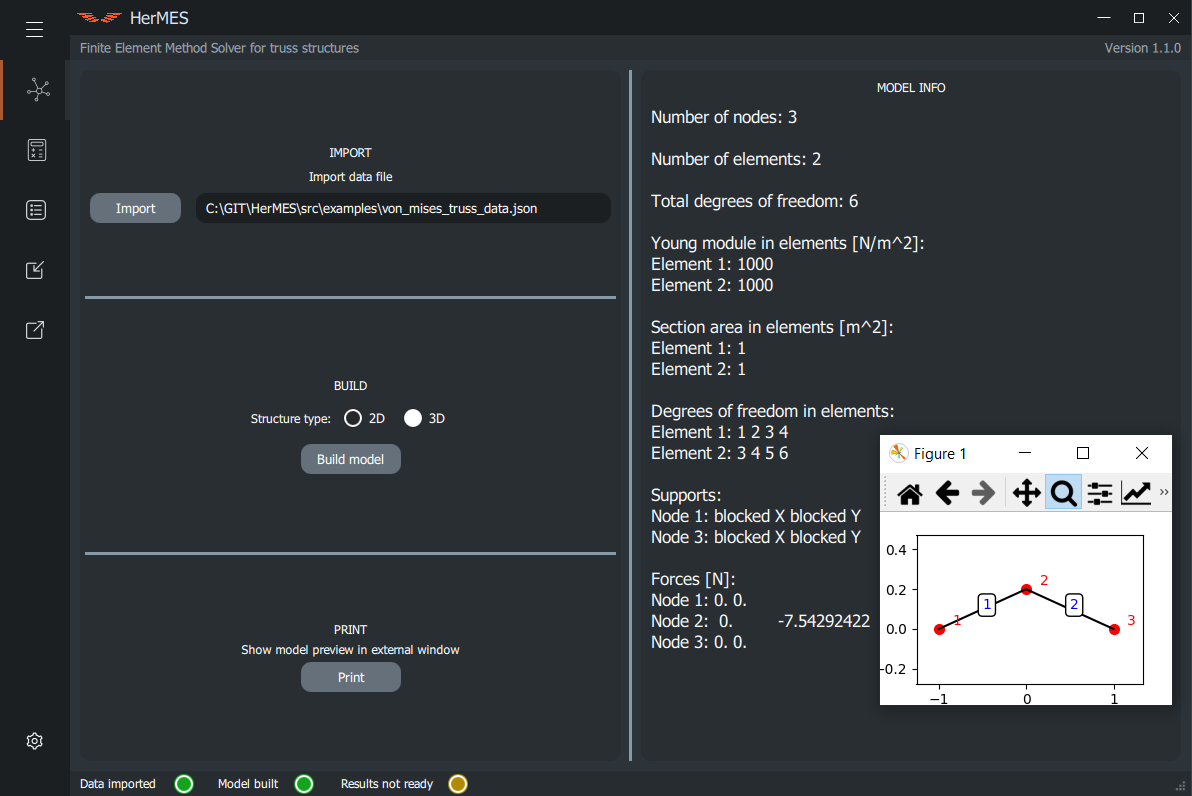 HerMES
Finite Element Method Solver for truss structures
Version 1.1.0
IMPORT
Import data file
Import
C:\GIT\HerMES\src\examples\von_mises_truss_data.json
BUILD
Structure type:
2D
3D
Build model
PRINT
Show model preview in external window
Print
MODEL INFO
Number of nodes: 3
Number of elements: 2
Total degrees of freedom: 6
Young module in elements [N/m^2]:
Element 1: 1000
Element 2: 1000
Section area in elements [m^2]:
Element 1: 1
Element 2: 1
Degrees of freedom in elements:
Element 1: 1 2 3 4
Element 2: 3 4 5 6
Supports:
Node 1: blocked X blocked Y
Node 3: blocked X blocked Y
Forces [N]:
Node 1: 0. 0.
Node 2: 0. -7.54292422
Node 3: 0. 0.
Figure 1
0.4
0.2
0.0
-0.2
−1
0
1
1
2
3
1
2
Data imported
Model built
Results not ready